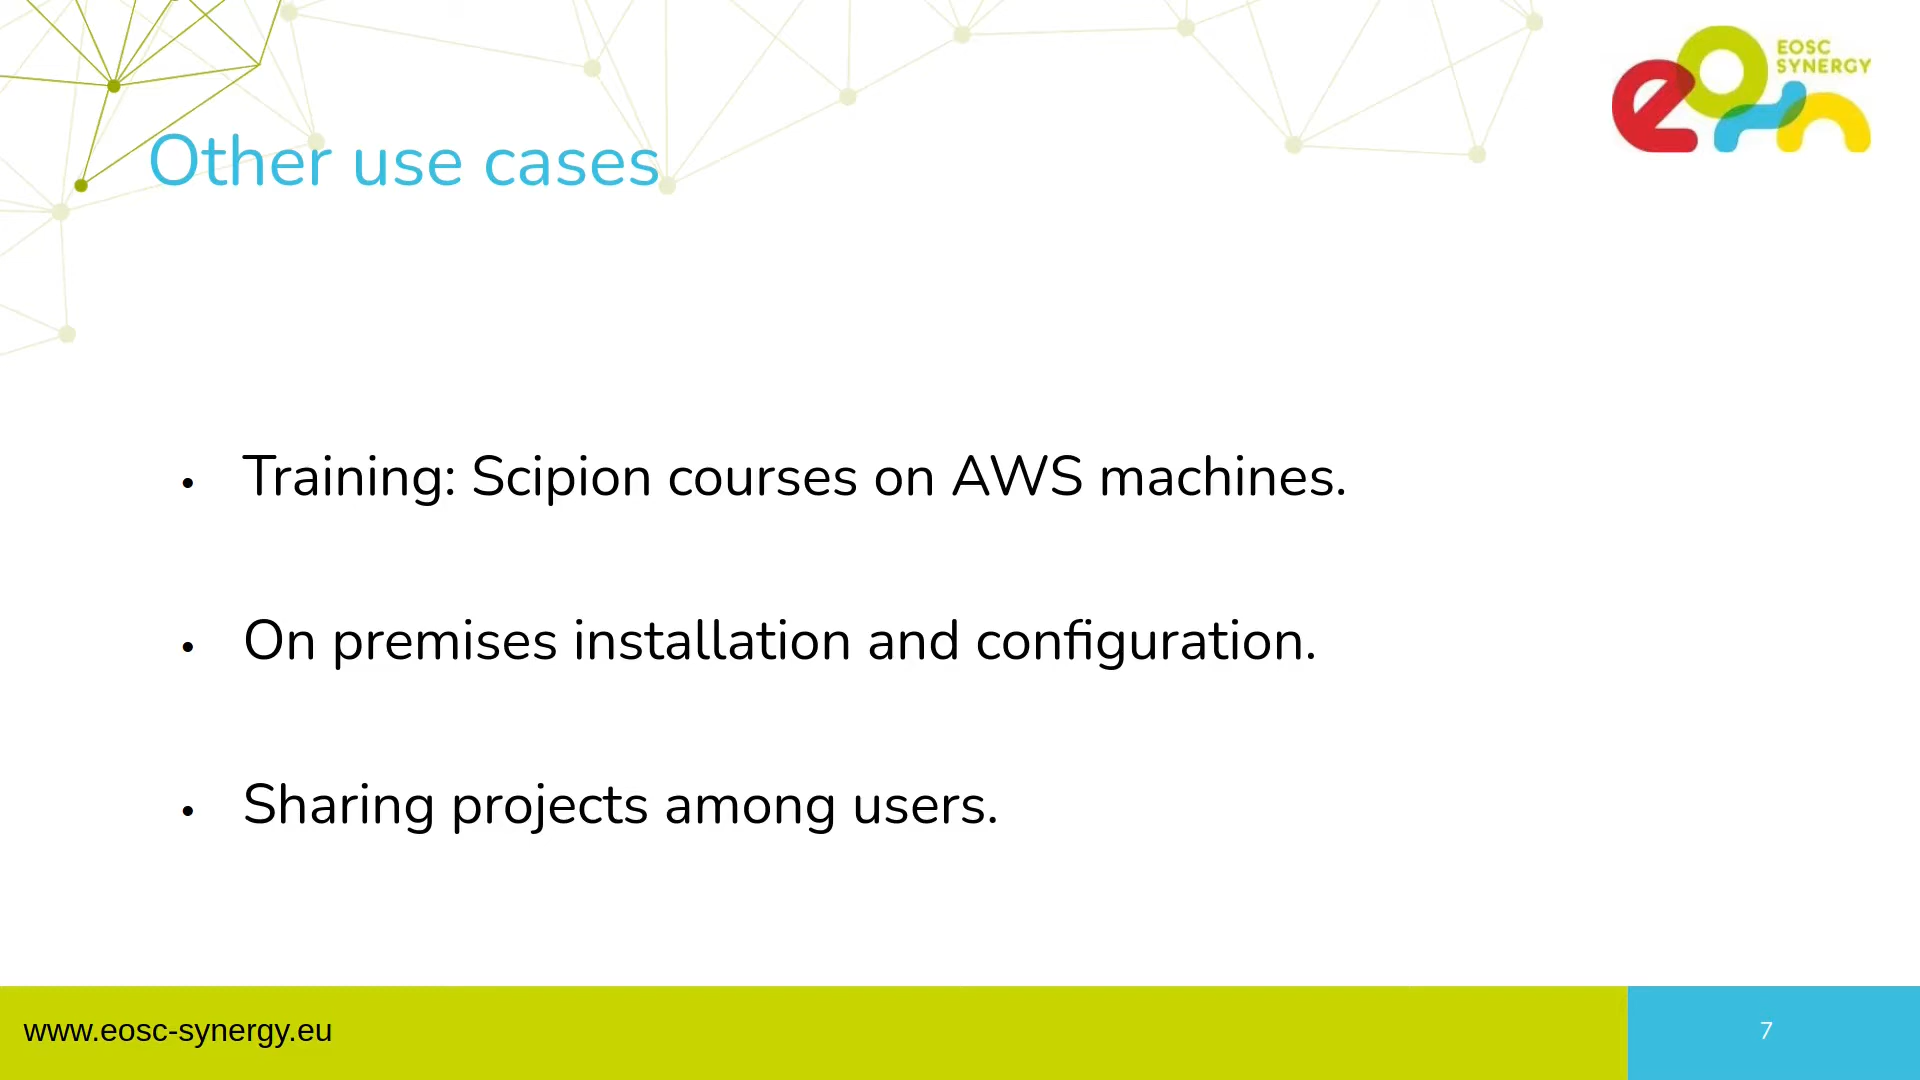 EOSC
SYNERGY
Other use cases
• Training: Scipion courses on AWS machines.
• On premises installation and configuration.
• Sharing projects among users.
www.eosc-synergy.eu
7